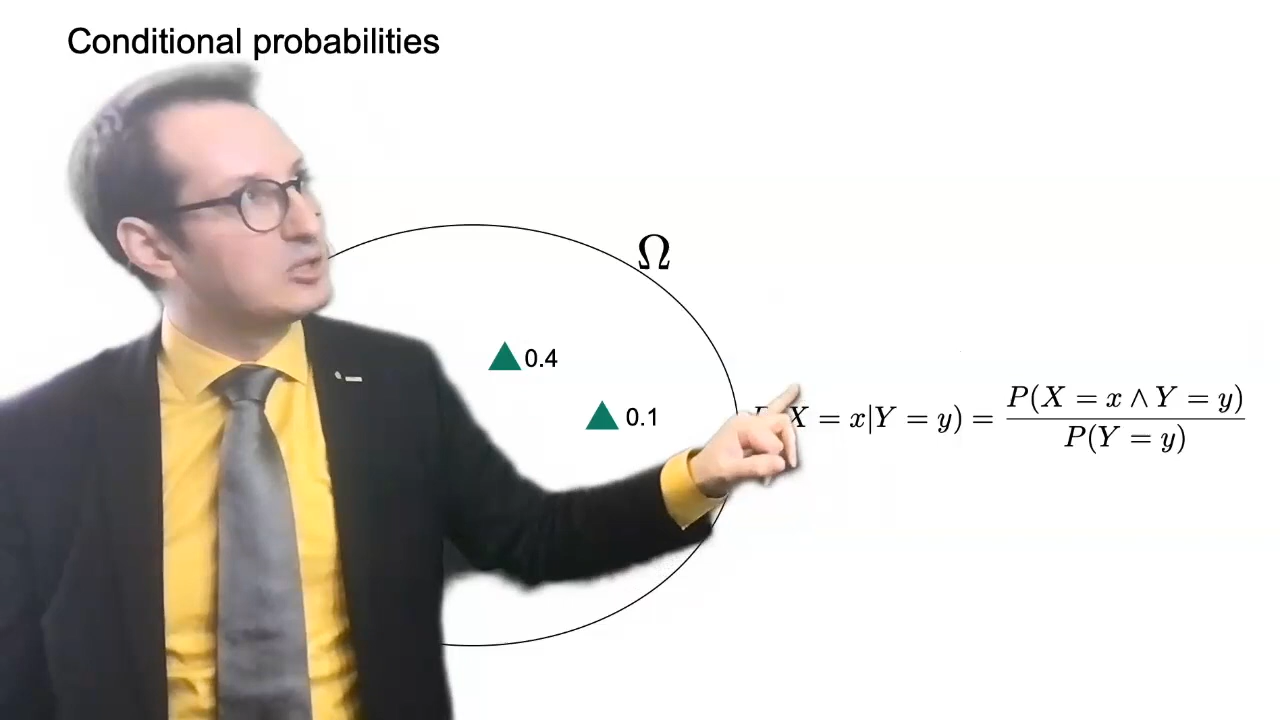 Conditional probabilities
Ω
0.4
0.1
X = x|Y = y) = P(X = x ∧ Y = y)
P(Y = y)